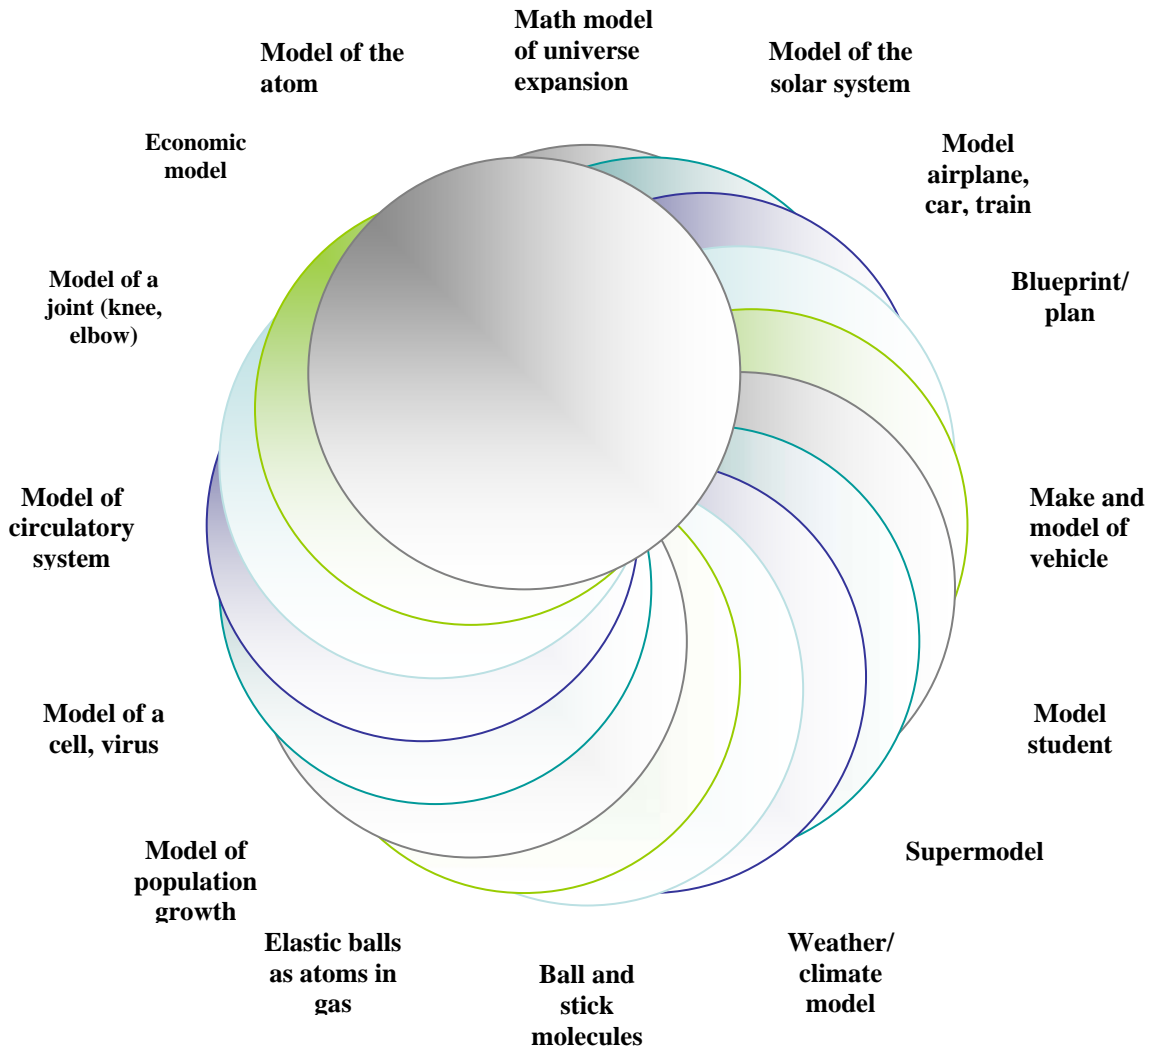 Math model
of universe
expansion
Model of the
solar system
Model
airplane,
car, train
Blueprint/
plan
Make and
model of
vehicle
Model
student
Supermodel
Weather/
climate
model
Ball and
stick
molecules
Elastic balls
as atoms in
gas
Model of
population
growth
Model of a
cell, virus
Model of
circulatory
system
Model of a
joint (knee,
elbow)
Economic
model
Model of the
atom